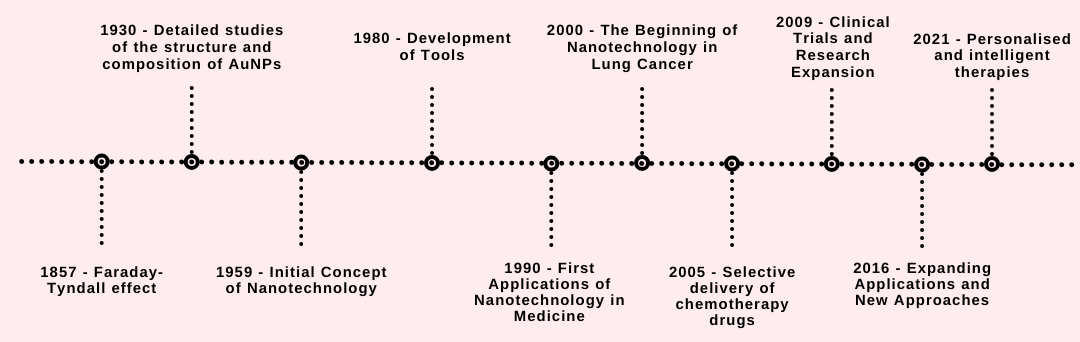 1930 - Detailed studies
of the structure and
composition of AuNPs
1980 - Development
of Tools
2000 - The Beginning of
Nanotechnology in
Lung Cancer
2009 - Clinical
Trials and
Research
Expansion
2021 - Personalised
and intelligent
therapies
1857 - Faraday-
Tyndall effect
1959 - Initial Concept
of Nanotechnology
1990 - First
Applications of
Nanotechnology in
Medicine
2005 - Selective
delivery of
chemotherapy
drugs
2016 - Expanding
Applications and
New Approaches